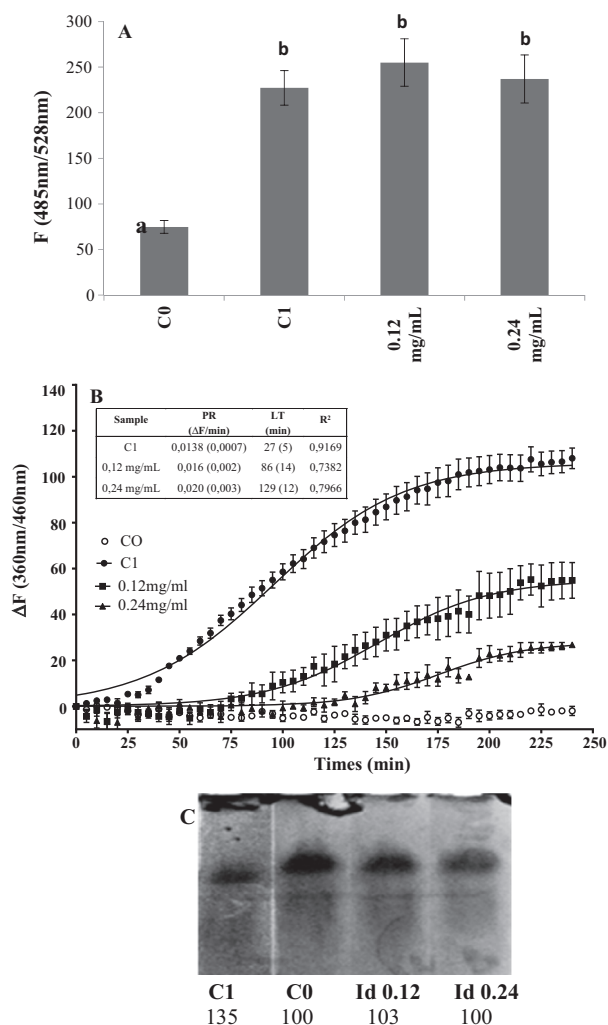 A
300
250
200
150
100
50
0
F (485nm/528nm)
a
b
b
b
C0
C1
0.12 mg/mL
0.24 mg/mL
B
140
120
100
80
60
40
20
0
ΔF (360nm/460nm)
Sample PR (ΔF/min) LT (min) R²
C1 0,0138 (0,0007) 27 (5) 0,9169
0,12 mg/mL 0,016 (0,002) 86 (14) 0,7382
0,24 mg/mL 0,020 (0,003) 129 (12) 0,7966
CO
C1
0.12mg/ml
0.24mg/ml
0 25 50 75 100 125 150 175 200 225 250
Times (min)
C
C1 C0 Id 0.12 Id 0.24
135 100 103 100